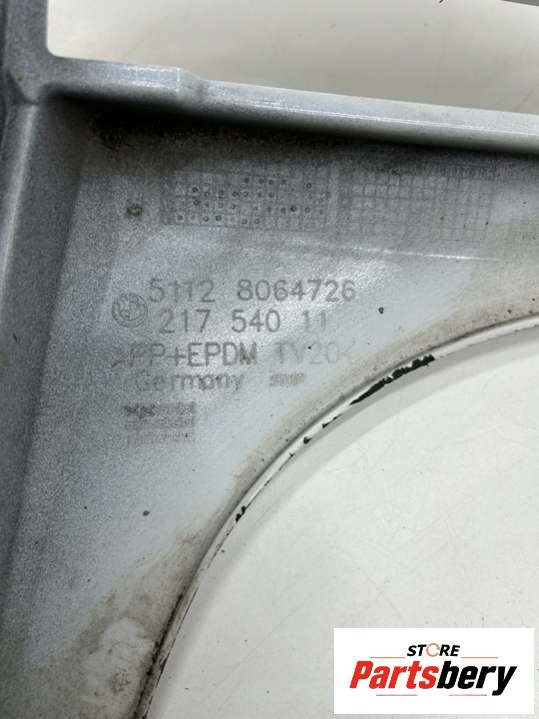 5112 8064726
217 540 11
>PP+EPDM TV20<
Germany
STORE
Partsbery